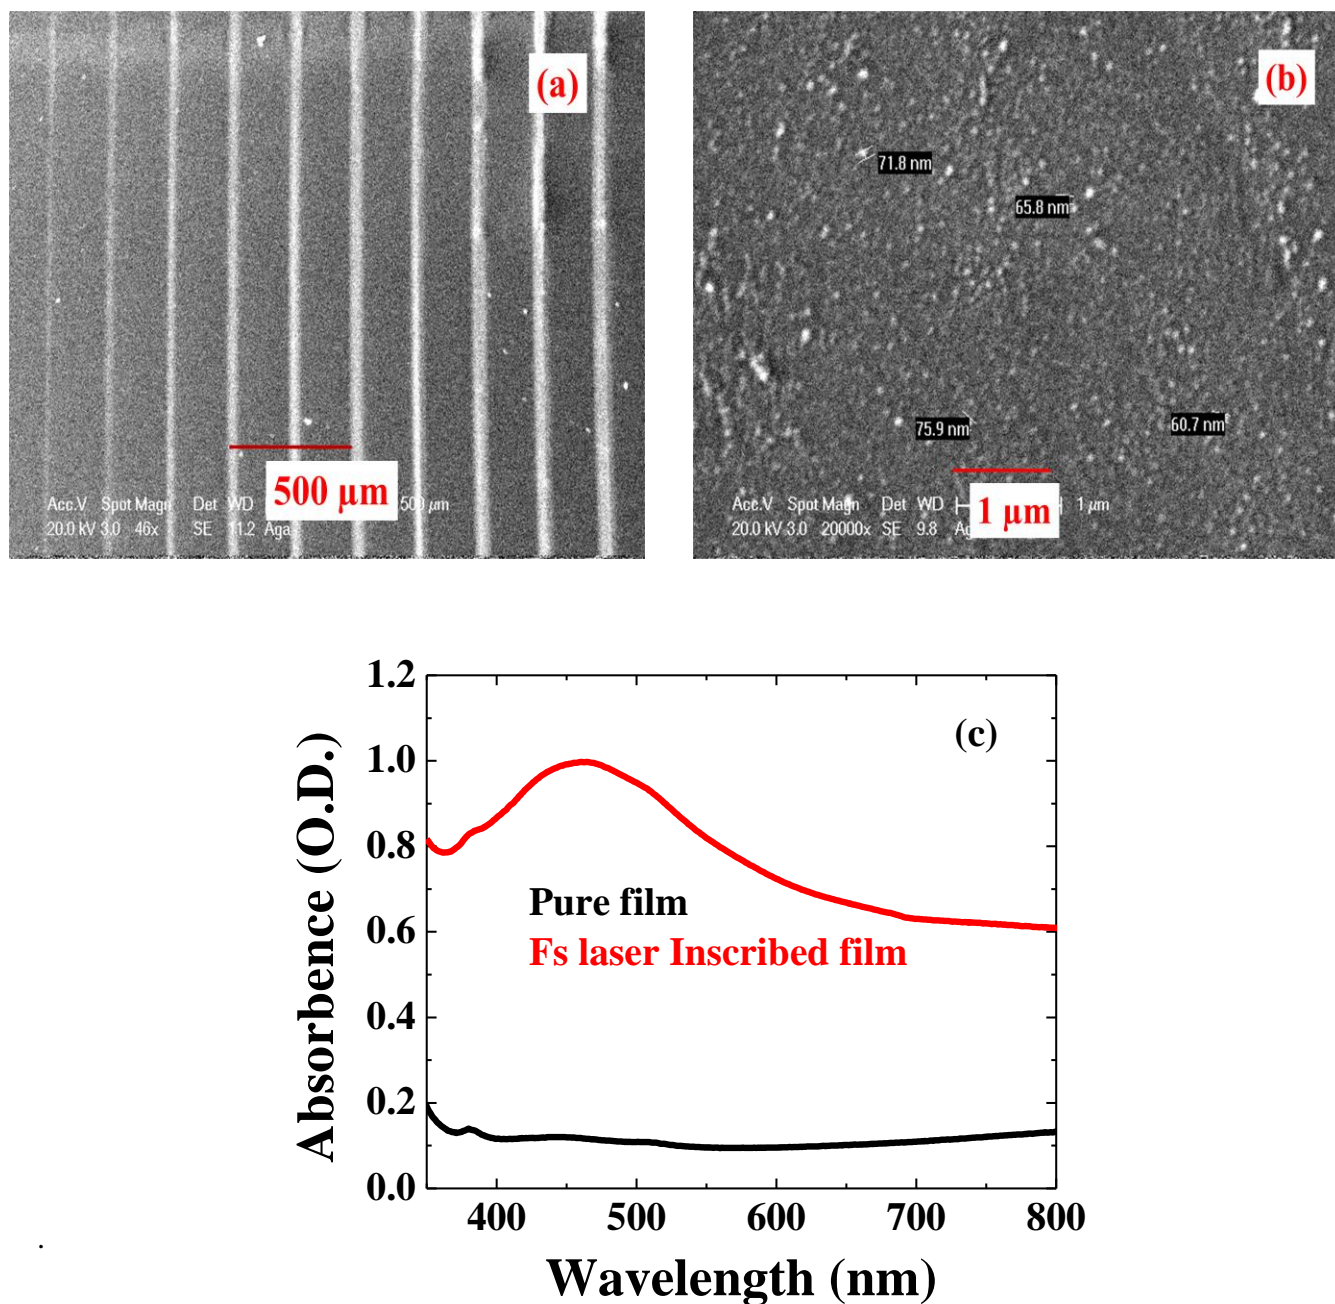 (a)
500 µm
Acc.V Spot Magn Det WD
20.0 kV 3.0 46x SE 11.2 Aga
(b)
71.8 nm
65.8 nm
75.9 nm
60.7 nm
1 µm
Acc.V Spot Magn Det WD 1 µm
20.0 kV 3.0 20000x SE 9.8
(c)
1.2
1.0
0.8
0.6
0.4
0.2
0.0
Absorbence (O.D.)
Pure film
Fs laser Inscribed film
400 500 600 700 800
Wavelength (nm)
.